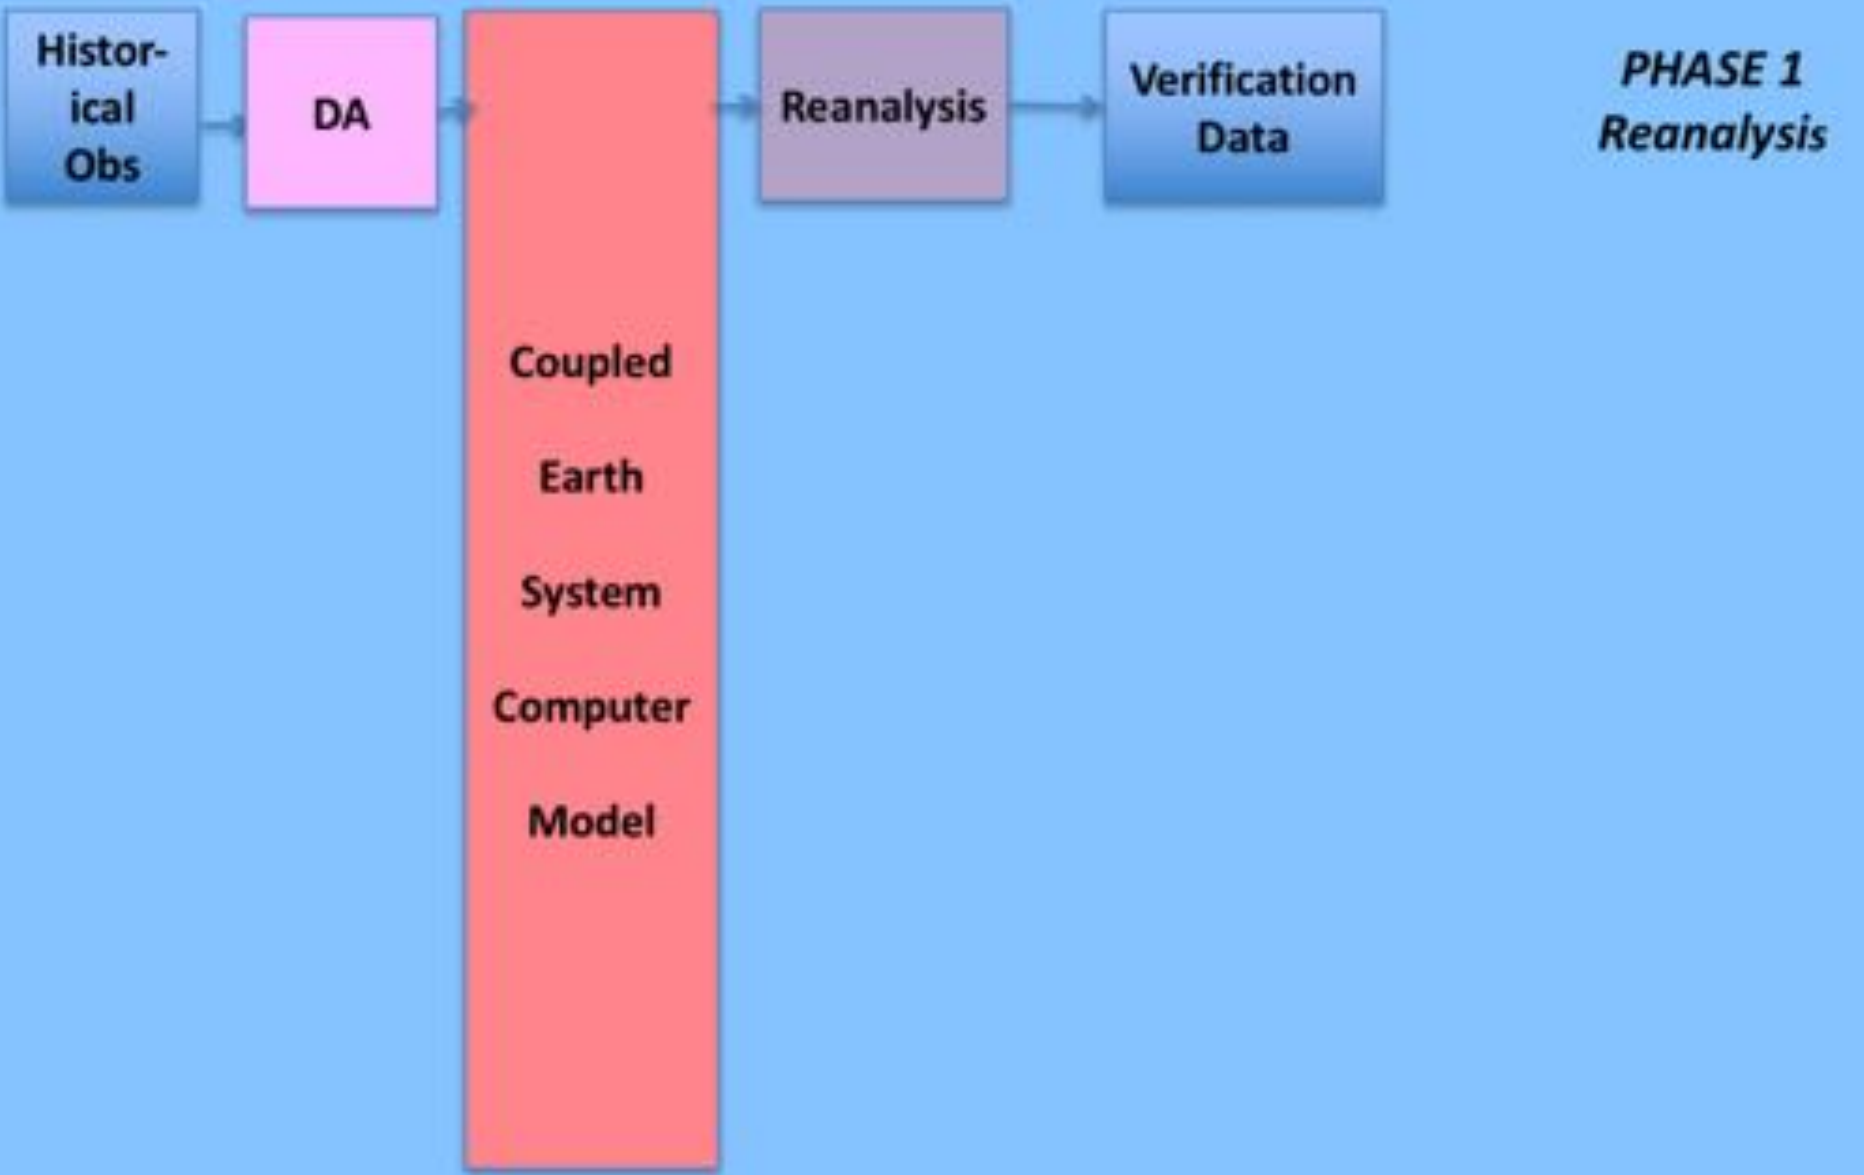 Histor-
ical
Obs
DA
Coupled
Earth
System
Computer
Model
Reanalysis
Verification
Data
PHASE 1
Reanalysis